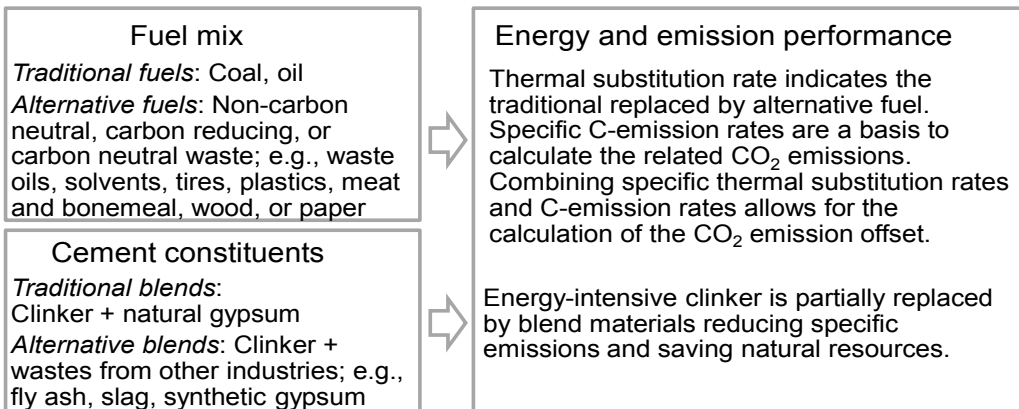 Fuel mix
Traditional fuels: Coal, oil
Alternative fuels: Non-carbon
neutral, carbon reducing, or
carbon neutral waste; e.g., waste
oils, solvents, tires, plastics, meat
and bonemeal, wood, or paper
Cement constituents
Traditional blends:
Clinker + natural gypsum
Alternative blends: Clinker +
wastes from other industries; e.g.,
fly ash, slag, synthetic gypsum
Energy and emission performance
Thermal substitution rate indicates the
traditional replaced by alternative fuel.
Specific C-emission rates are a basis to
calculate the related CO₂ emissions.
Combining specific thermal substitution rates
and C-emission rates allows for the
calculation of the CO₂ emission offset.
Energy-intensive clinker is partially replaced
by blend materials reducing specific
emissions and saving natural resources.